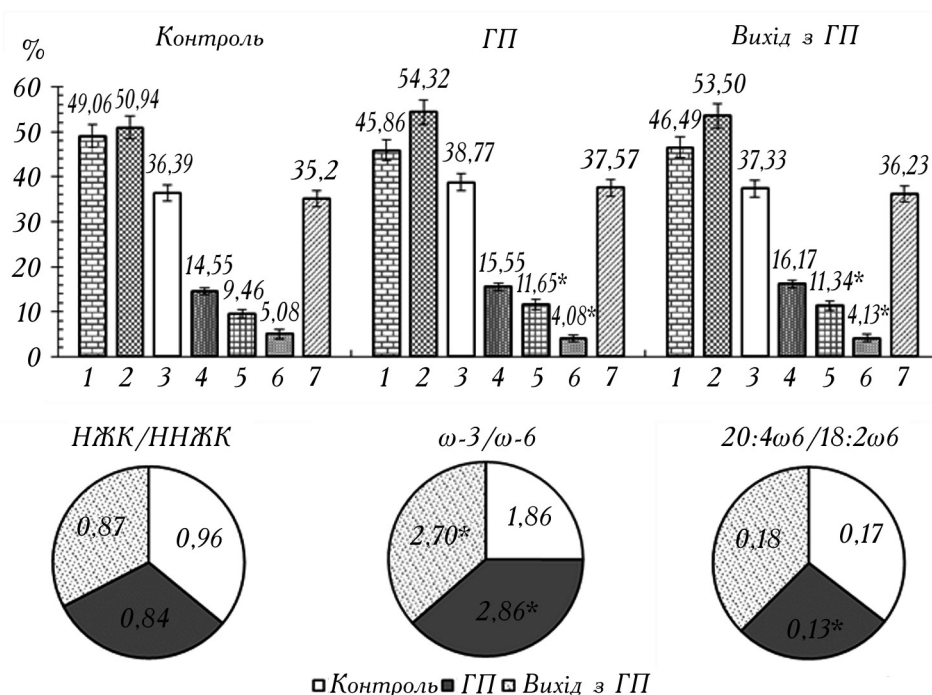 % Контроль ГП Вихід з ГП
60
50
40
30
20
10
0
49,06 50,94 36,39 14,55 9,46 5,08 35,2
45,86 54,32 38,77 15,55 11,65* 4,08* 37,57
46,49 53,50 37,33 16,17 11,34* 4,13* 36,23
1 2 3 4 5 6 7 1 2 3 4 5 6 7 1 2 3 4 5 6 7
НЖК/ННЖК ω-3/ω-6 20:4ω6/18:2ω6
0,87 0,96 2,70* 1,86 0,18 0,17
0,84 2,86* 0,13*
Контроль ГП Вихід з ГП